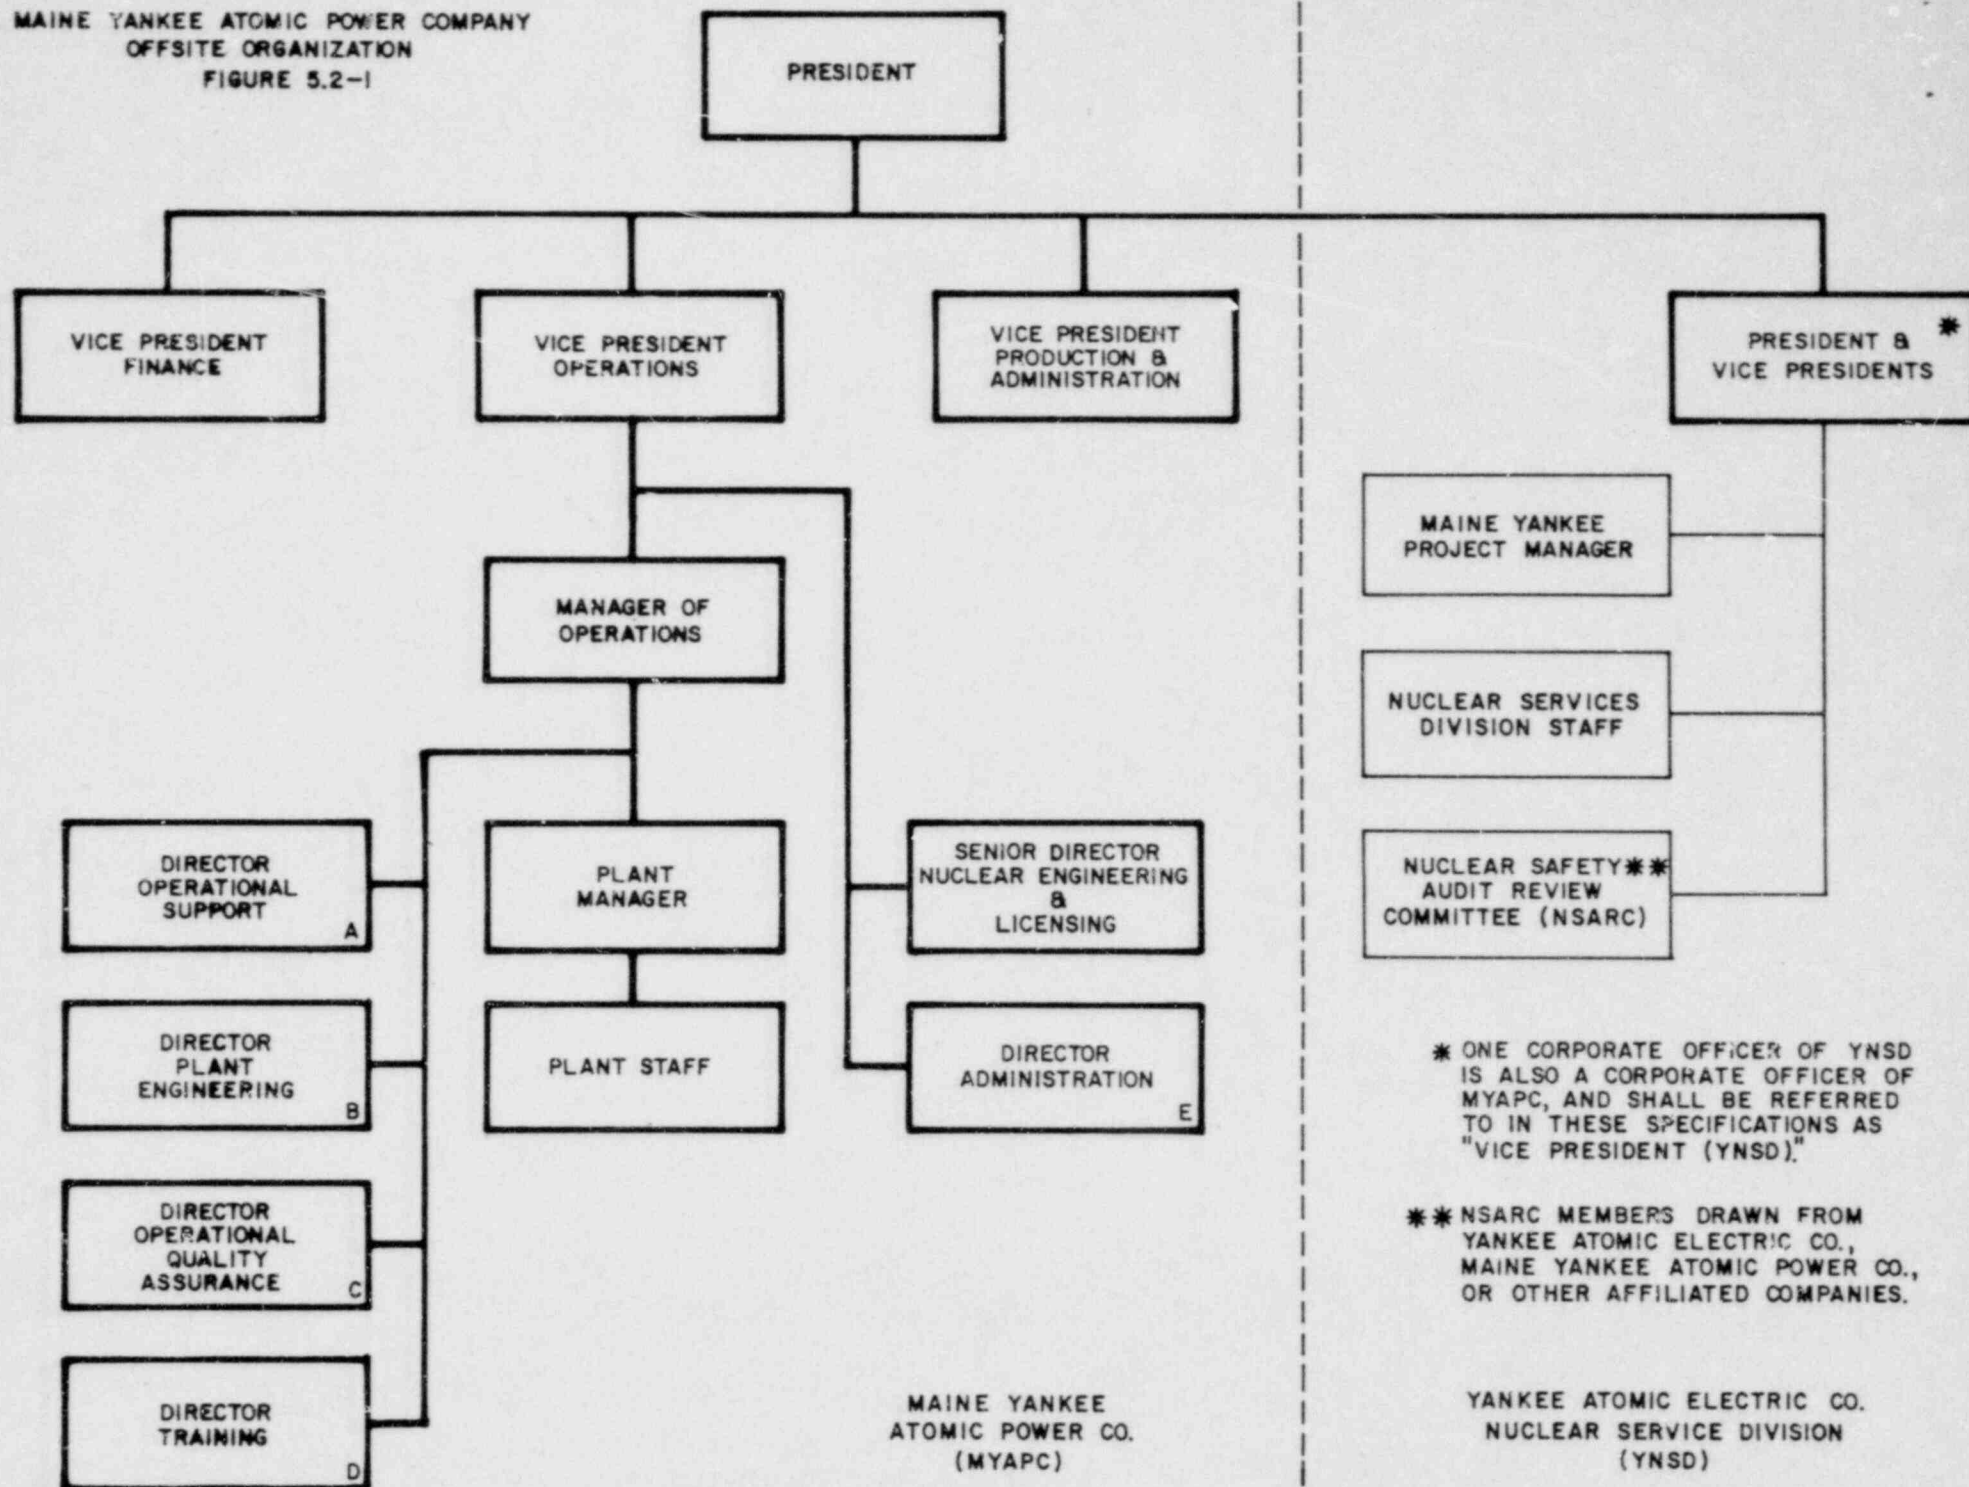 MAINE YANKEE ATOMIC POWER COMPANY
OFFSITE ORGANIZATION
FIGURE 5.2-1
PRESIDENT
VICE PRESIDENT
FINANCE
VICE PRESIDENT
OPERATIONS
VICE PRESIDENT
PRODUCTION &
ADMINISTRATION
PRESIDENT & *
VICE PRESIDENTS
MANAGER OF
OPERATIONS
MAINE YANKEE
PROJECT MANAGER
NUCLEAR SERVICES
DIVISION STAFF
NUCLEAR SAFETY**
AUDIT REVIEW
COMMITTEE (NSARC)
DIRECTOR
OPERATIONAL
SUPPORT
A
PLANT
MANAGER
SENIOR DIRECTOR
NUCLEAR ENGINEERING
&
LICENSING
DIRECTOR
PLANT
ENGINEERING
B
PLANT STAFF
DIRECTOR
ADMINISTRATION
E
DIRECTOR
OPERATIONAL
QUALITY
ASSURANCE
C
DIRECTOR
TRAINING
D
* ONE CORPORATE OFFICER OF YNSD
IS ALSO A CORPORATE OFFICER OF
MYAPC, AND SHALL BE REFERRED
TO IN THESE SPECIFICATIONS AS
"VICE PRESIDENT (YNSD)."
** NSARC MEMBERS DRAWN FROM
YANKEE ATOMIC ELECTRIC CO.,
MAINE YANKEE ATOMIC POWER CO.,
OR OTHER AFFILIATED COMPANIES.
MAINE YANKEE
ATOMIC POWER CO.
(MYAPC)
YANKEE ATOMIC ELECTRIC CO.
NUCLEAR SERVICE DIVISION
(YNSD)